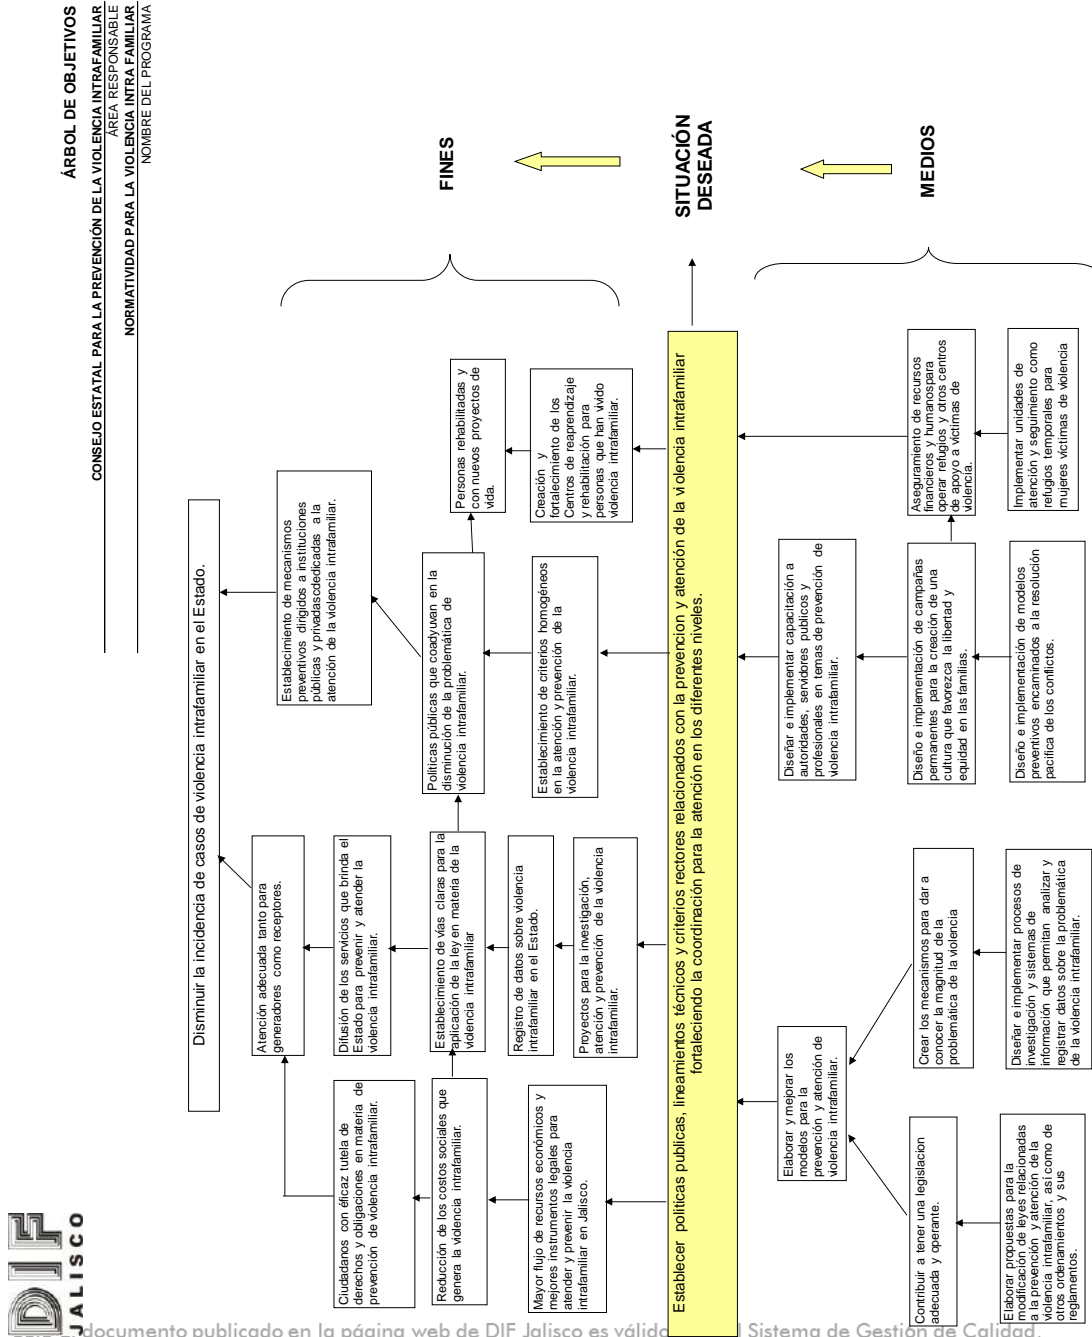 DIF
JALISCO
ÁRBOL DE OBJETIVOS
CONSEJO ESTATAL PARA LA PREVENCIÓN DE LA VIOLENCIA INTRAFAMILIAR
ÁREA RESPONSABLE
NORMATIVIDAD PARA LA VIOLENCIA INTRA FAMILIAR
NOMBRE DEL PROGRAMA
Disminuir la incidencia de casos de violencia intrafamiliar en el Estado.
Atención adecuada tanto para
generadores como receptores.
Establecimiento de mecanismos
preventivos dirigidos a instituciones
públicas y privadascdedicadas a la
atención de la violencia intrafamiliar.
Ciudadanos con éficaz tutela de
derechos y obligaciones en materia de
prevención de violencia intrafamiliar.
Difusión de los servicios que brinda el
Estado para prevenir y atender la
violencia intrafamiliar.
Reducción de los costos sociales que
genera la violencia intrafamiliar.
Establecimiento de vías claras para la
aplicación de la ley en materia de la
violencia intrafamiliar
Políticas públicas que coadyuvan en la
disminución de la problemática de
violencia intrafamiliar.
Personas rehabilitadas y
con nuevos proyectos de
vida.
FINES
Mayor flujo de recursos económicos y
mejores instrumentos legales para
atender y prevenir la violencia
intrafamiliar en Jalisco.
Registro de datos sobre violencia
intrafamiliar en el Estado.
Proyectos para la investigación,
atención y prevención de la violencia
intrafamiliar.
Establecimiento de criterios homogéneos
en la atención y prevención de la
violencia intrafamiliar.
Creación y
fortalecimiento de los
Centros de reaprendizaje
y rehabilitación para
personas que han vivido
violencia intrafamiliar.
Establecer políticas publicas, lineamientos técnicos y criterios rectores relacionados con la prevencion y atención de la violencia intrafamiliar
fortaleciendo la coordinación para la atención en los diferentes niveles.
SITUACIÓN
DESEADA
Elaborar y mejorar los
modelos para la
prevención y atención de
violencia intrafamiliar.
Diseñar e implementar capacitación a
autoridades, servidores publicos y
profesionales en temas de prevención de
violencia intrafamiliar.
Contribuir a tener una legislacion
adecuada y operante.
Crear los mecanismos para dar a
conocer la magnitud de la
problemática de la violencia
Diseño e implementación de campañas
permanentes para la creación de una
cultura que favorezca la libertad y
equidad en las familias.
Aseguramiento de recursos
financieros y humanospara
operar refugios y otros centros
de apoyo a víctimas de
violencia.
MEDIOS
Elaborar propuestas para la
modificación de leyes relacionadas
a la prevención y atención de la
violencia intrafamiliar, así como de
otros ordenamientos y sus
reglamentos.
Diseñar e implementar procesos de
investigación y sistemas de
información que permitan analizar y
registrar datos sobre la problemática
de la violencia intrafamiliar.
Diseño e implementación de modelos
preventivos encaminados a la resolución
pacífica de los conflictos.
Implementar unidades de
atención y seguimiento como
refugios temporales para
mujeres víctimas de violencia
documento publicado en la página web de DIF Jalisco es válido Sistema de Gestión de Calidad